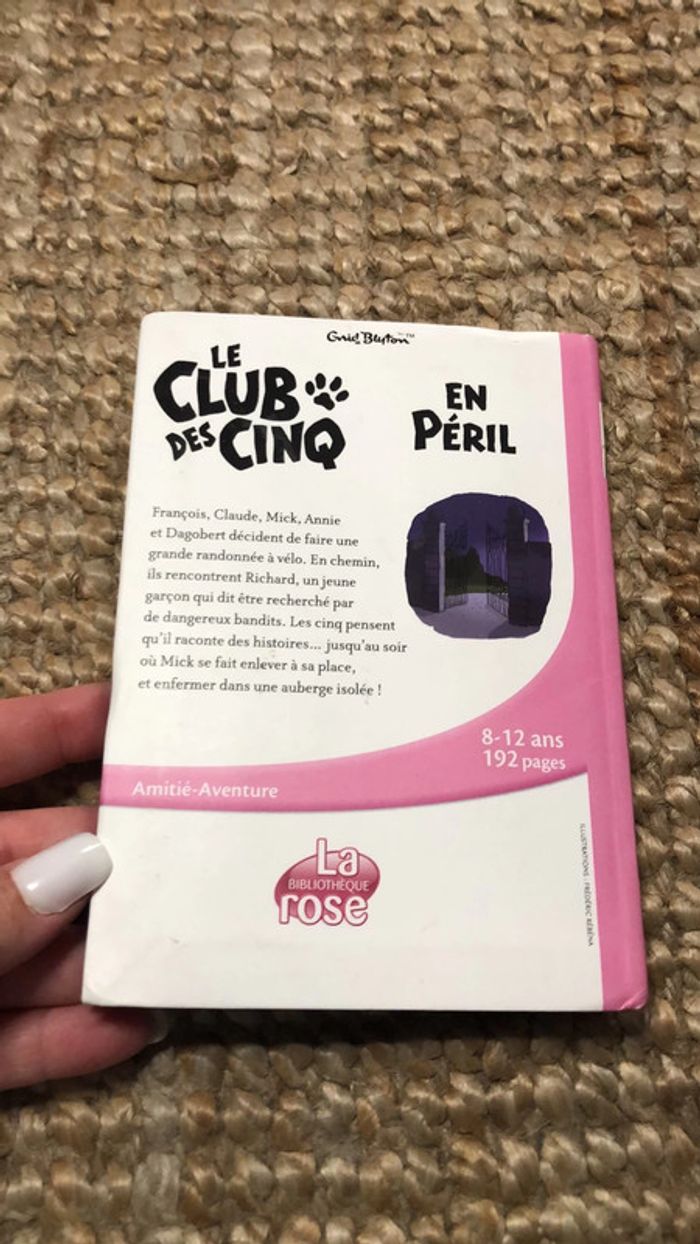 Enid Blyton™
LE
CLUB
DES CINQ
EN
PÉRIL
François, Claude, Mick, Annie
et Dagobert décident de faire une
grande randonnée à vélo. En chemin,
ils rencontrent Richard, un jeune
garçon qui dit être recherché par
de dangereux bandits. Les cinq pensent
qu'il raconte des histoires... jusqu'au soir
où Mick se fait enlever à sa place,
et enfermer dans une auberge isolée !
8-12 ans
192 pages
Amitié-Aventure
La
BIBLIOTHÈQUE
rose
ILLUSTRATIONS : FRÉDÉRIC RÉBÉNA